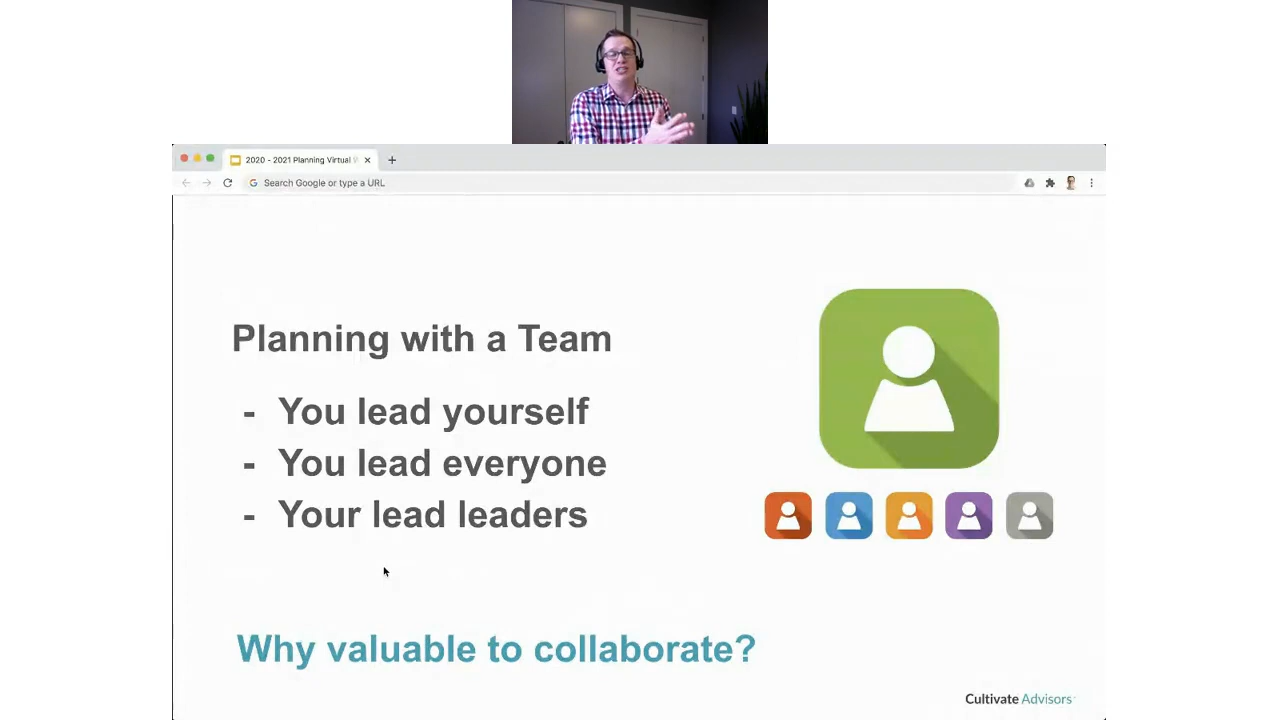 2020 - 2021 Planning Virtual
Search Google or type a URL
Planning with a Team
- You lead yourself
- You lead everyone
- Your lead leaders
Why valuable to collaborate?
Cultivate Advisors